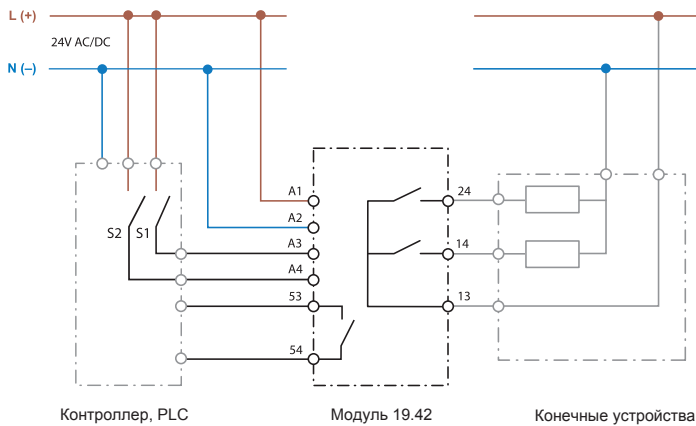 L (+)
24V AC/DC
N (–)
S2
S1
A1
A2
A3
A4
53
54
24
14
13
Контроллер, PLC
Модуль 19.42
Конечные устройства